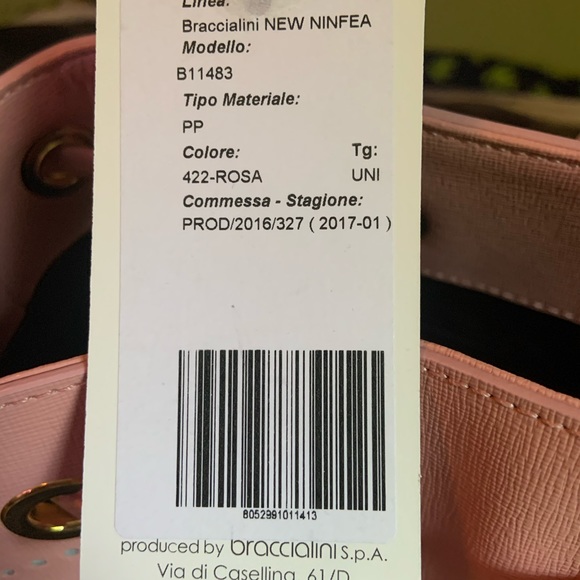 Linea:
Braccialini NEW NINFEA
Modello:
B11483
Tipo Materiale:
PP
Colore: Tg:
422-ROSA UNI
Commessa - Stagione:
PROD/2016/327 ( 2017-01 )
8052991011413
produced by braccialini S.p.A.
Via di Casellina, 61/D